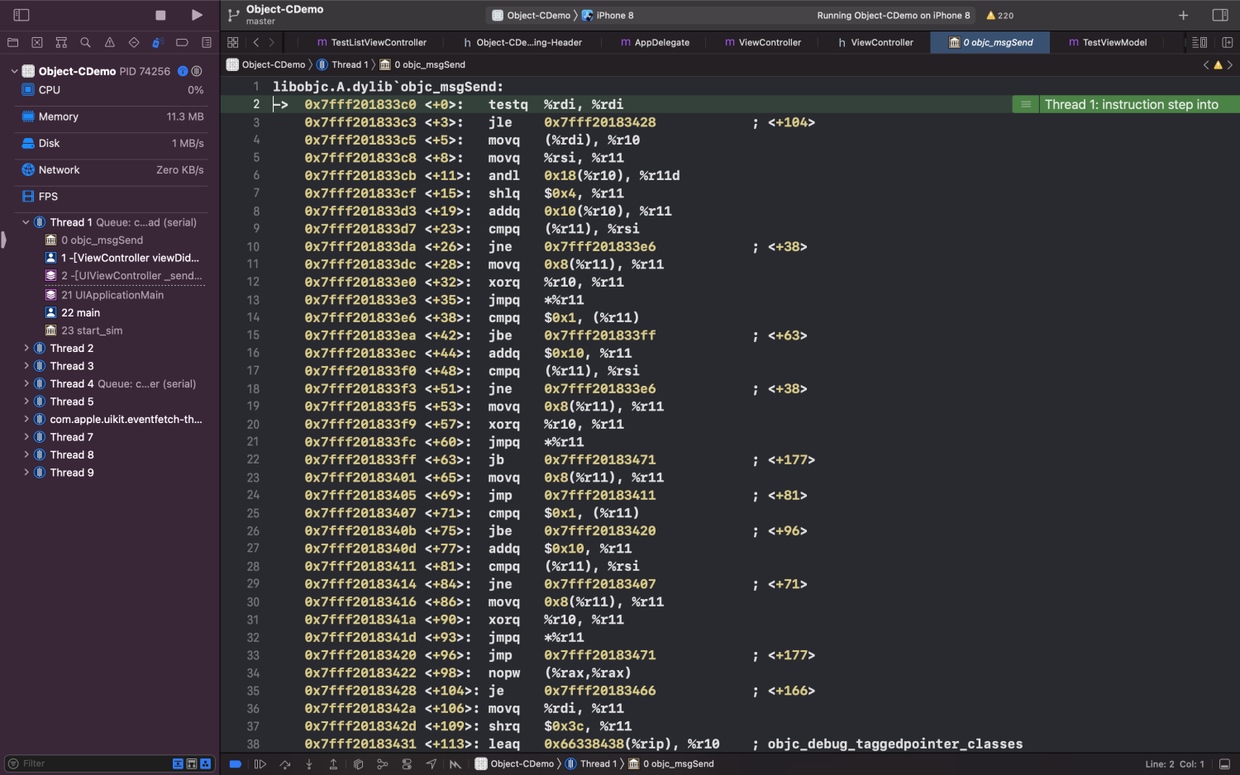 Object-CDemo
master
Object-CDemo
iPhone 8
Running Object-CDemo on iPhone 8
220
TestListViewController
Object-CDe...ing-Header
AppDelegate
ViewController
ViewController
0 objc_msgSend
TestViewModel
Object-CDemo
Thread 1
0 objc_msgSend
Object-CDemo PID 74256
CPU 0%
Memory 11.3 MB
Disk 1 MB/s
Network Zero KB/s
FPS
Thread 1 Queue: c...ad (serial)
0 objc_msgSend
1 -[ViewController viewDid...
2 -[UIViewController _send...
21 UIApplicationMain
22 main
23 start_sim
Thread 2
Thread 3
Thread 4 Queue: c...er (serial)
Thread 5
com.apple.uikit.eventfetch-th...
Thread 7
Thread 8
Thread 9
Filter
1 libobjc.A.dylib`objc_msgSend:
2 -> 0x7fff201833c0 <+0>: testq %rdi, %rdi Thread 1: instruction step into
3 0x7fff201833c3 <+3>: jle 0x7fff20183428 ; <+104>
4 0x7fff201833c5 <+5>: movq (%rdi), %r10
5 0x7fff201833c8 <+8>: movq %rsi, %r11
6 0x7fff201833cb <+11>: andl 0x18(%r10), %r11d
7 0x7fff201833cf <+15>: shlq $0x4, %r11
8 0x7fff201833d3 <+19>: addq 0x10(%r10), %r11
9 0x7fff201833d7 <+23>: cmpq (%r11), %rsi
10 0x7fff201833da <+26>: jne 0x7fff201833e6 ; <+38>
11 0x7fff201833dc <+28>: movq 0x8(%r11), %r11
12 0x7fff201833e0 <+32>: xorq %r10, %r11
13 0x7fff201833e3 <+35>: jmpq *%r11
14 0x7fff201833e6 <+38>: cmpq $0x1, (%r11)
15 0x7fff201833ea <+42>: jbe 0x7fff201833ff ; <+63>
16 0x7fff201833ec <+44>: addq $0x10, %r11
17 0x7fff201833f0 <+48>: cmpq (%r11), %rsi
18 0x7fff201833f3 <+51>: jne 0x7fff201833e6 ; <+38>
19 0x7fff201833f5 <+53>: movq 0x8(%r11), %r11
20 0x7fff201833f9 <+57>: xorq %r10, %r11
21 0x7fff201833fc <+60>: jmpq *%r11
22 0x7fff201833ff <+63>: jb 0x7fff20183471 ; <+177>
23 0x7fff20183401 <+65>: movq 0x8(%r11), %r11
24 0x7fff20183405 <+69>: jmp 0x7fff20183411 ; <+81>
25 0x7fff20183407 <+71>: cmpq $0x1, (%r11)
26 0x7fff2018340b <+75>: jbe 0x7fff20183420 ; <+96>
27 0x7fff2018340d <+77>: addq $0x10, %r11
28 0x7fff20183411 <+81>: cmpq (%r11), %rsi
29 0x7fff20183414 <+84>: jne 0x7fff20183407 ; <+71>
30 0x7fff20183416 <+86>: movq 0x8(%r11), %r11
31 0x7fff2018341a <+90>: xorq %r10, %r11
32 0x7fff2018341d <+93>: jmpq *%r11
33 0x7fff20183420 <+96>: jmp 0x7fff20183471 ; <+177>
34 0x7fff20183422 <+98>: nopw (%rax,%rax)
35 0x7fff20183428 <+104>: je 0x7fff20183466 ; <+166>
36 0x7fff2018342a <+106>: movq %rdi, %r11
37 0x7fff2018342d <+109>: shrq $0x3c, %r11
38 0x7fff20183431 <+113>: leaq 0x66338438(%rip), %r10 ; objc_debug_taggedpointer_classes
Object-CDemo
Thread 1
0 objc_msgSend
Line: 2 Col: 1